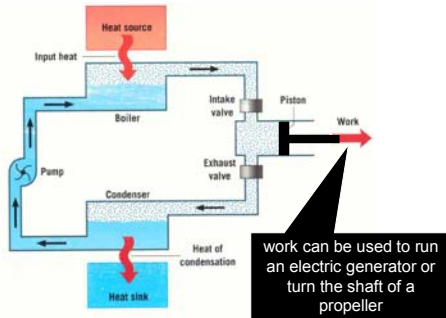 Heat source
Input heat
Boiler
Intake
valve
Piston
Work
Pump
Exhaust
valve
Condenser
Heat of
condensation
Heat sink
work can be used to run
an electric generator or
turn the shaft of a
propeller